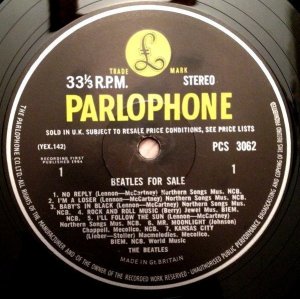 £
TRADE MARK
33⅓ R.P.M. STEREO
PARLOPHONE
SOLD IN U.K. SUBJECT TO RESALE PRICE CONDITIONS, SEE PRICE LISTS
(YEX.142) PCS 3062
RECORDING FIRST
PUBLISHED 1964
1 1
BEATLES FOR SALE
1. NO REPLY (Lennon—McCartney) Northern Songs Mus. NCB.
2. I'M A LOSER (Lennon—McCartney) Northern Songs Mus. NCB.
3. BABY'S IN BLACK (Lennon—McCartney) Northern Songs Mus. NCB.
4. ROCK AND ROLL MUSIC (Berry) Jewel Mus. BIEM. NCB.
5. I'LL FOLLOW THE SUN (Lennon—McCartney)
Northern Songs Mus. NCB. 6. MR. MOONLIGHT (Johnson)
Chappell. Mecolico. NCB. 7. KANSAS CITY
(Lieber—Stoller) Macmelodies. Mecolico.
BIEM. NCB. World Music
THE BEATLES
MADE IN GT.BRITAIN
THE PARLOPHONE CO.LTD. ALL RIGHTS OF THE MANUFACTURER AND OF THE OWNER OF THE RECORDED WORK RESERVED UNAUTHORISED PUBLIC PERFORMANCE, BROADCASTING AND COPYING OF THIS RECORD PROHIBITED